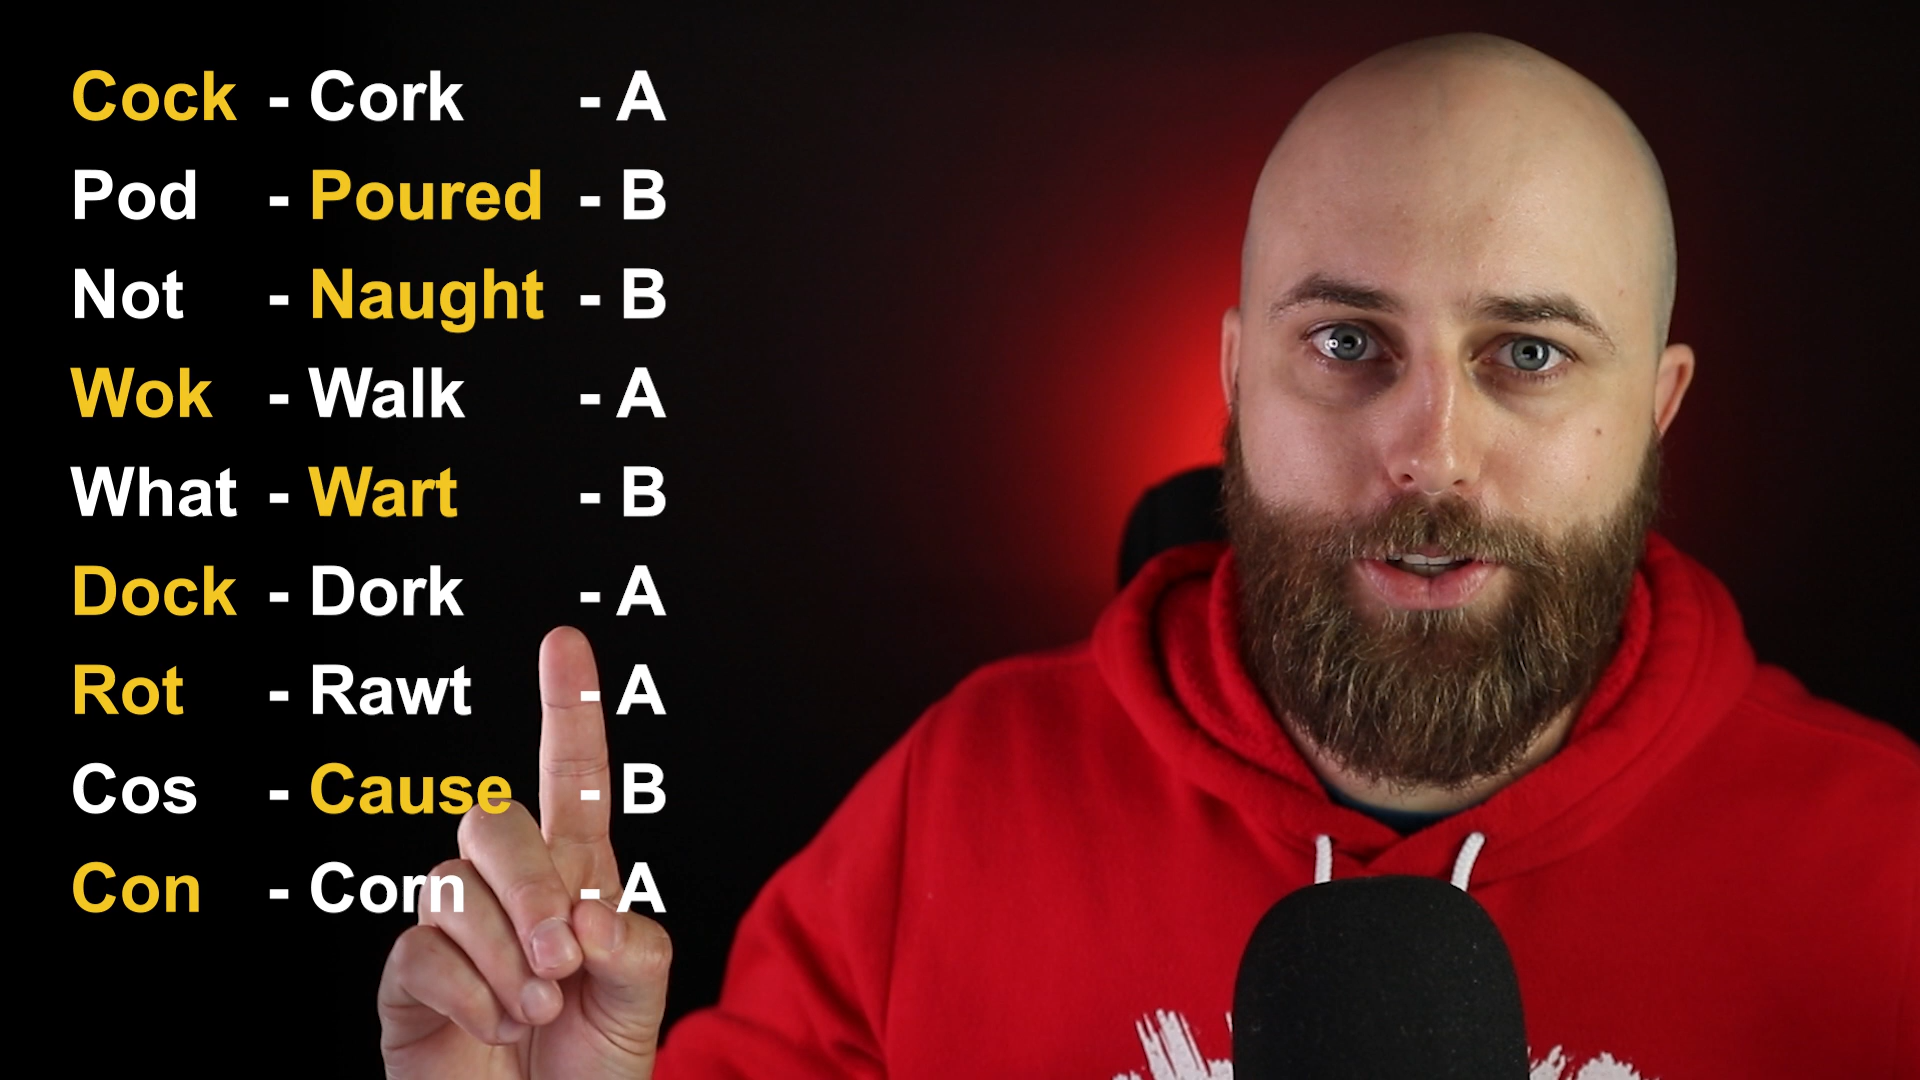 Cock - Cork - A
Pod - Poured - B
Not - Naught - B
Wok - Walk - A
What - Wart - B
Dock - Dork - A
Rot - Rawt - A
Cos - Cause - B
Con - Corn - A